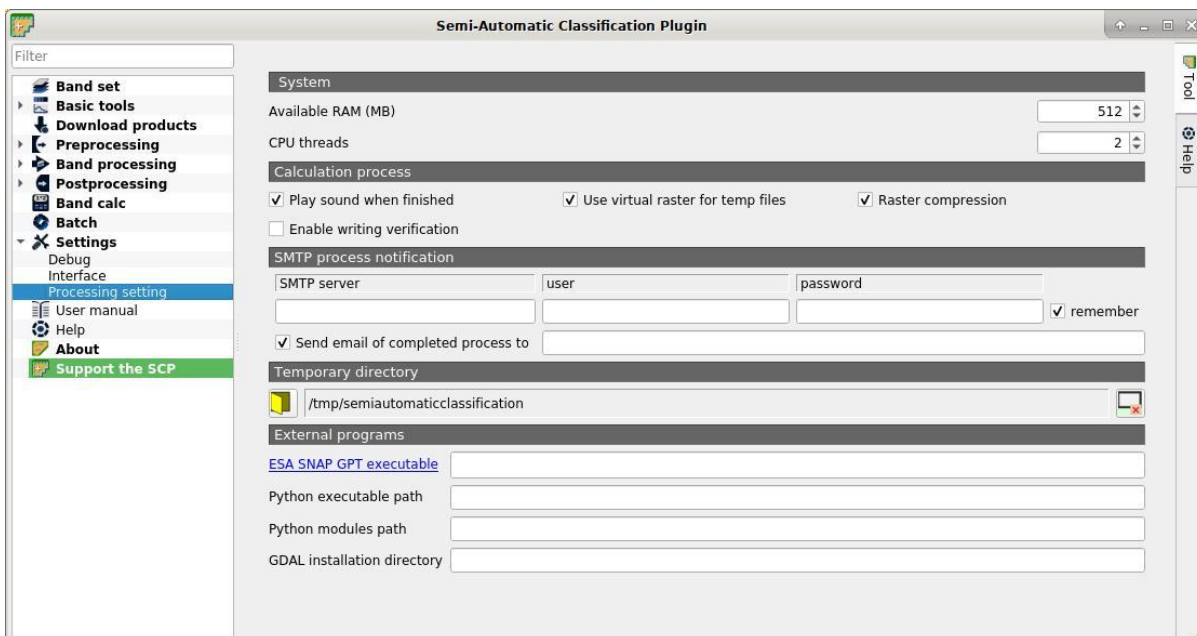 Semi-Automatic Classification Plugin
Filter
Band set
Basic tools
Download products
Preprocessing
Band processing
Postprocessing
Band calc
Batch
Settings
Debug
Interface
Processing setting
User manual
Help
About
Support the SCP
System
Available RAM (MB) 512
CPU threads 2
Calculation process
Play sound when finished Use virtual raster for temp files Raster compression
Enable writing verification
SMTP process notification
SMTP server user password
remember
Send email of completed process to
Temporary directory
/tmp/semiautomaticclassification
External programs
ESA SNAP GPT executable
Python executable path
Python modules path
GDAL installation directory
Tool
Help